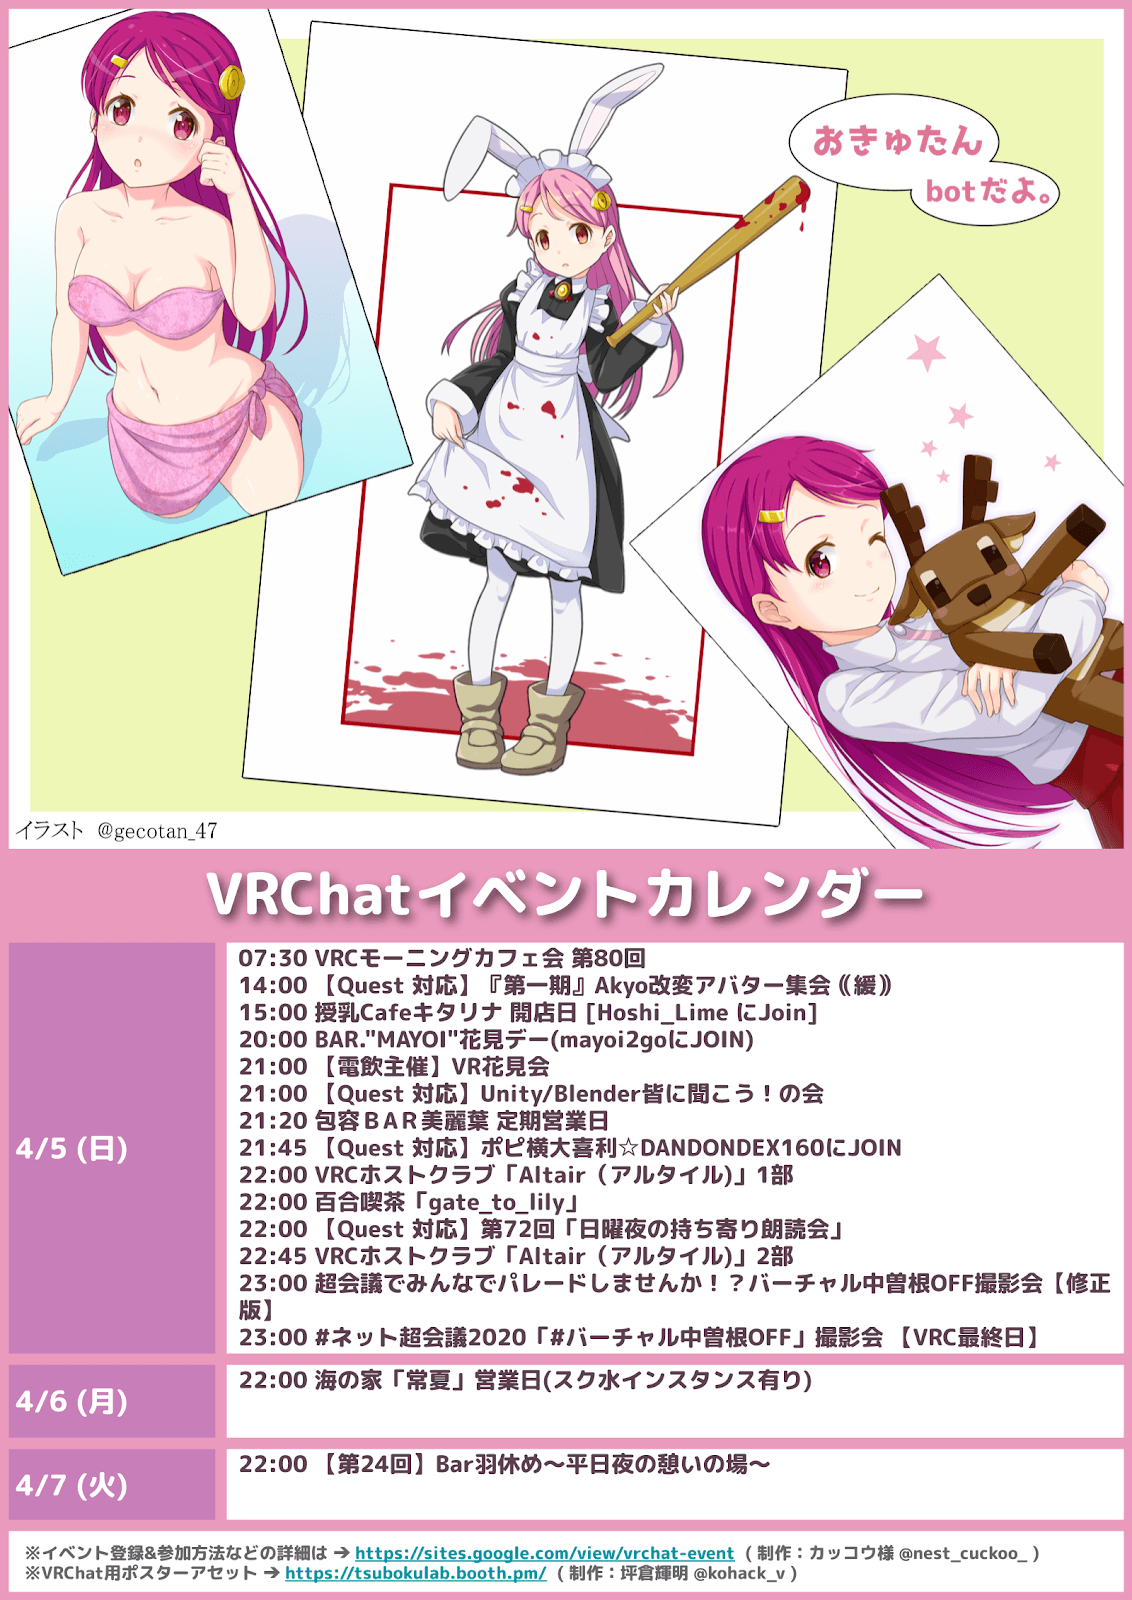 おきゅたん
botだよ。
イラスト @gecotan_47
VRChatイベントカレンダー
4/5 (日)
07:30 VRCモーニングカフェ会 第80回
14:00 【Quest 対応】『第一期』Akyo改変アバター集会⸨緩⸩
15:00 授乳Cafeキタリナ 開店日 [Hoshi_Lime にJoin]
20:00 BAR."MAYOI"花見デー(mayoi2goにJOIN)
21:00 【電飲主催】VR花見会
21:00 【Quest 対応】Unity/Blender皆に聞こう！の会
21:20 包容ＢＡＲ美麗葉 定期営業日
21:45 【Quest 対応】ポピ横大喜利☆DANDONDEX160にJOIN
22:00 VRCホストクラブ「Altair（アルタイル)」1部
22:00 百合喫茶「gate_to_lily」
22:00 【Quest 対応】第72回「日曜夜の持ち寄り朗読会」
22:45 VRCホストクラブ「Altair（アルタイル)」2部
23:00 超会議でみんなでパレードしませんか！？バーチャル中曽根OFF撮影会【修正
版】
23:00 #ネット超会議2020「#バーチャル中曽根OFF」撮影会 【VRC最終日】
4/6 (月)
22:00 海の家「常夏」営業日(スク水インスタンス有り)
4/7 (火)
22:00 【第24回】Bar羽休め～平日夜の憩いの場～
※イベント登録&参加方法などの詳細は → https://sites.google.com/view/vrchat-event （制作：カッコウ様 @nest_cuckoo_ ）
※VRChat用ポスターアセット → https://tsubokulab.booth.pm/ （制作：坪倉輝明 @kohack_v）